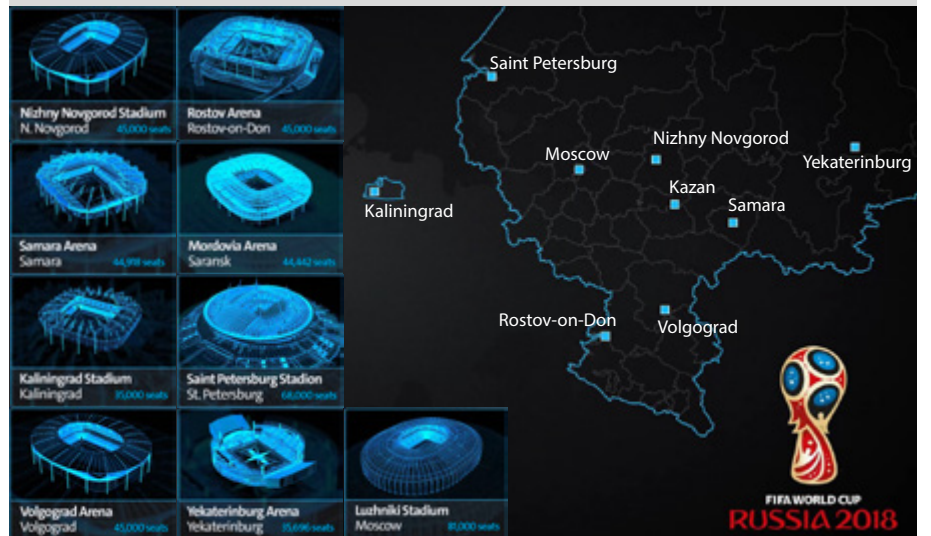 Nizhny Novgorod Stadium
N. Novgorod 45,000 seats
Rostov Arena
Rostov-on-Don 45,000 seats
Samara Arena
Samara 44,918 seats
Mordovia Arena
Saransk 44,442 seats
Kaliningrad Stadium
Kaliningrad 35,000 seats
Saint Petersburg Stadion
St. Petersburg 68,000 seats
Volgograd Arena
Volgograd 45,000 seats
Yekaterinburg Arena
Yekaterinburg 35,696 seats
Luzhniki Stadium
Moscow 81,000 seats
Saint Petersburg
Nizhny Novgorod
Moscow
Yekaterinburg
Kazan
Samara
Kaliningrad
Rostov-on-Don
Volgograd
FIFA WORLD CUP
RUSSIA 2018